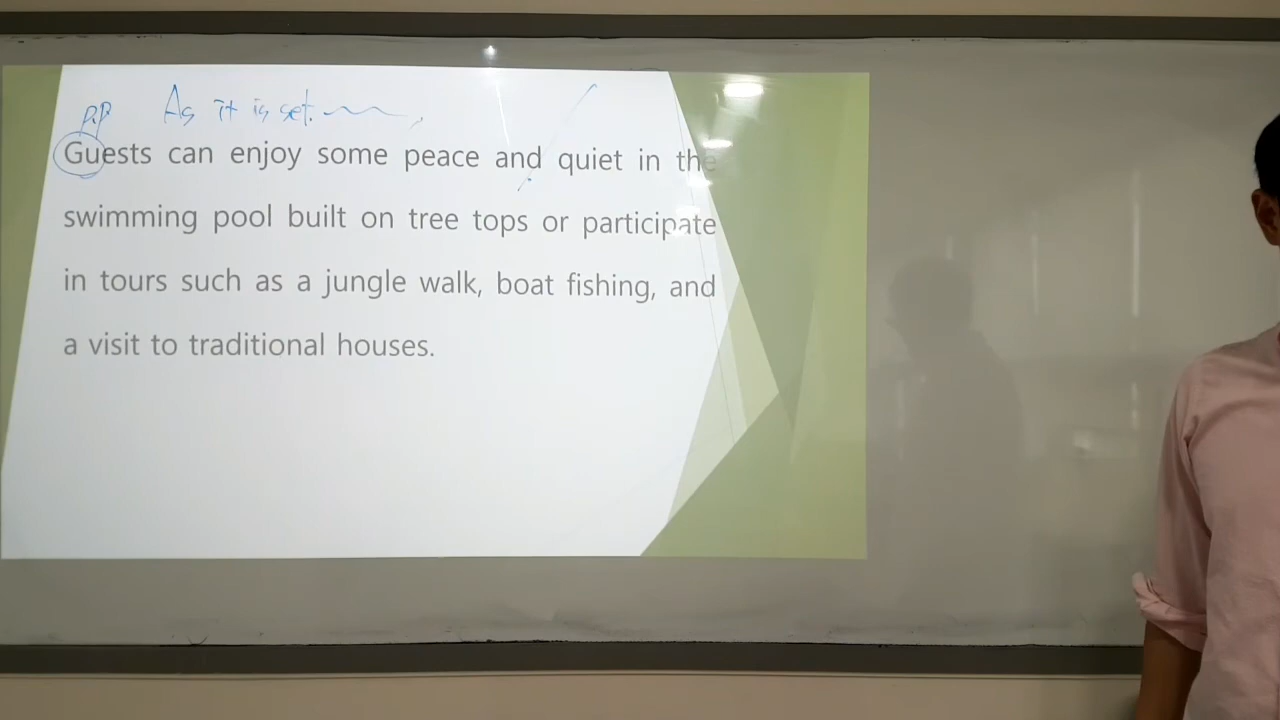 P.P As it is set.
Guests can enjoy some peace and quiet in the
swimming pool built on tree tops or participate
in tours such as a jungle walk, boat fishing, and
a visit to traditional houses.